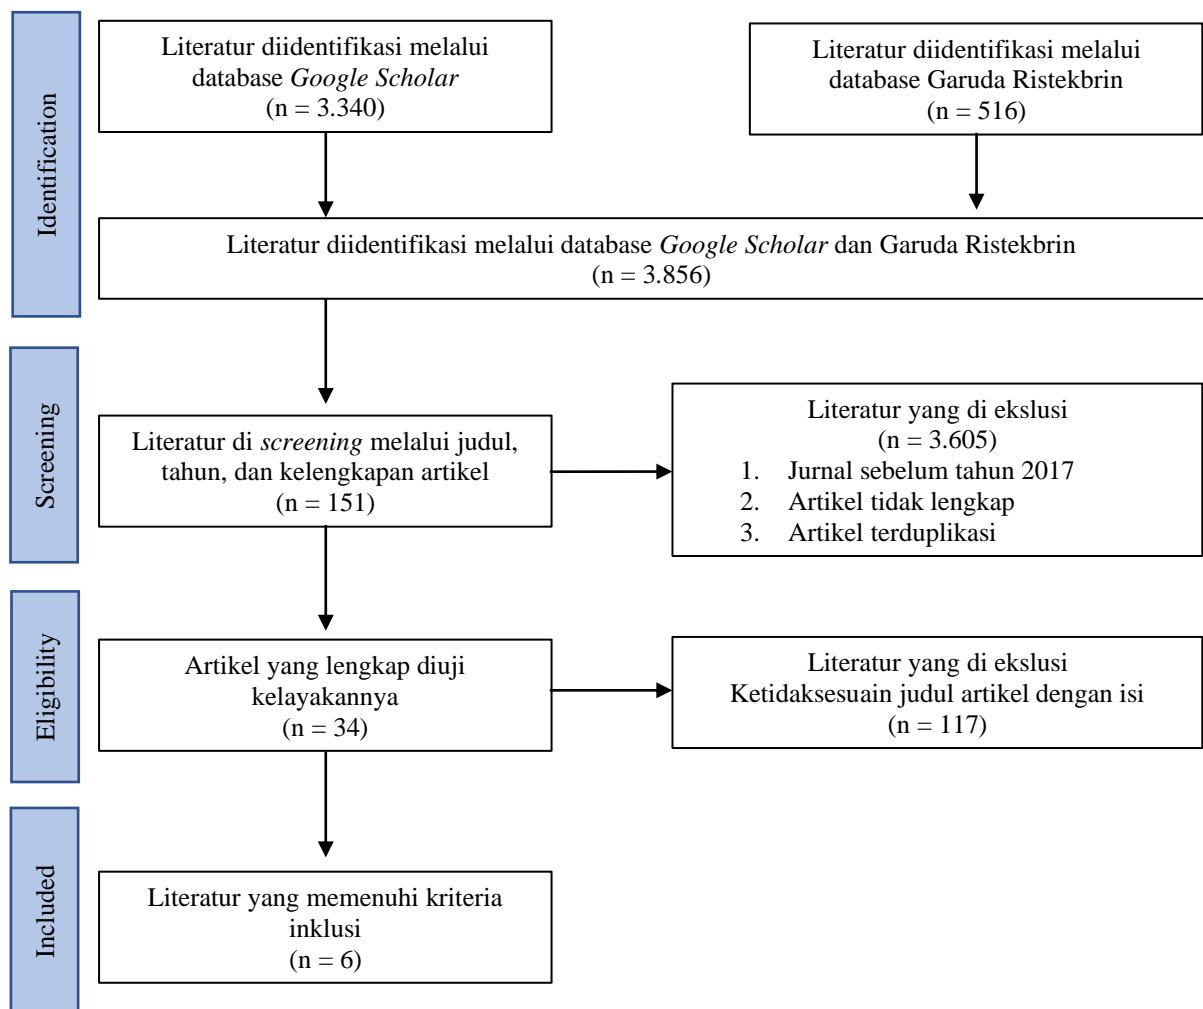 Identification
Literatur diidentifikasi melalui
database Google Scholar
(n = 3.340)
Literatur diidentifikasi melalui
database Garuda Ristekbrin
(n = 516)
Literatur diidentifikasi melalui database Google Scholar dan Garuda Ristekbrin
(n = 3.856)
Screening
Literatur di screening melalui judul,
tahun, dan kelengkapan artikel
(n = 151)
Literatur yang di ekslusi
(n = 3.605)
1. Jurnal sebelum tahun 2017
2. Artikel tidak lengkap
3. Artikel terduplikasi
Eligibility
Artikel yang lengkap diuji
kelayakannya
(n = 34)
Literatur yang di ekslusi
Ketidaksesuain judul artikel dengan isi
(n = 117)
Included
Literatur yang memenuhi kriteria
inklusi
(n = 6)